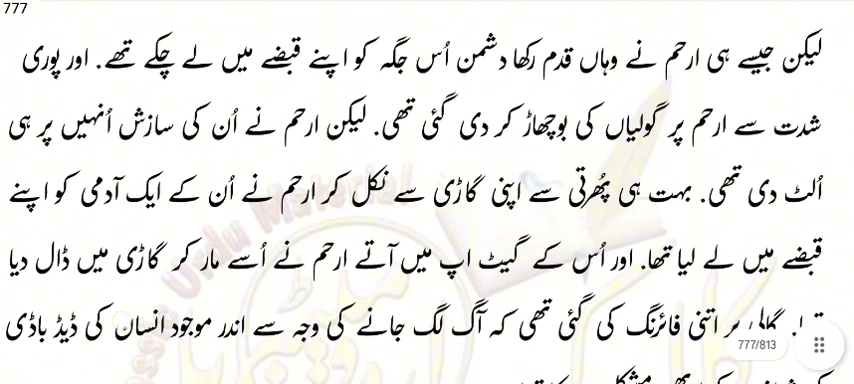 777
لیکن جیسے ہی ارحم نے وہاں قدم رکھا دشمن اُس جگہ کو اپنے قبضے میں لے چکے تھے. اور پوری
شدت سے ارحم پر گولیاں کی بوچھاڑ کر دی گئی تھی. لیکن ارحم نے اُن کی سازش اُنہیں پر ہی
اُلٹ دی تھی. بہت ہی پھُرتی سے اپنی گاڑی سے نکل کر ارحم نے اُن کے ایک آدمی کو اپنے
قبضے میں لے لیا تھا. اور اُس کے گیٹ اپ میں آتے ارحم نے اُسے مار کر گاڑی میں ڈال دیا
پر اتنی فائرنگ کی گئی تھی کہ آگ لگ جانے کی وجہ سے اندر موجود انسان کی ڈیڈ باڈی
777/813